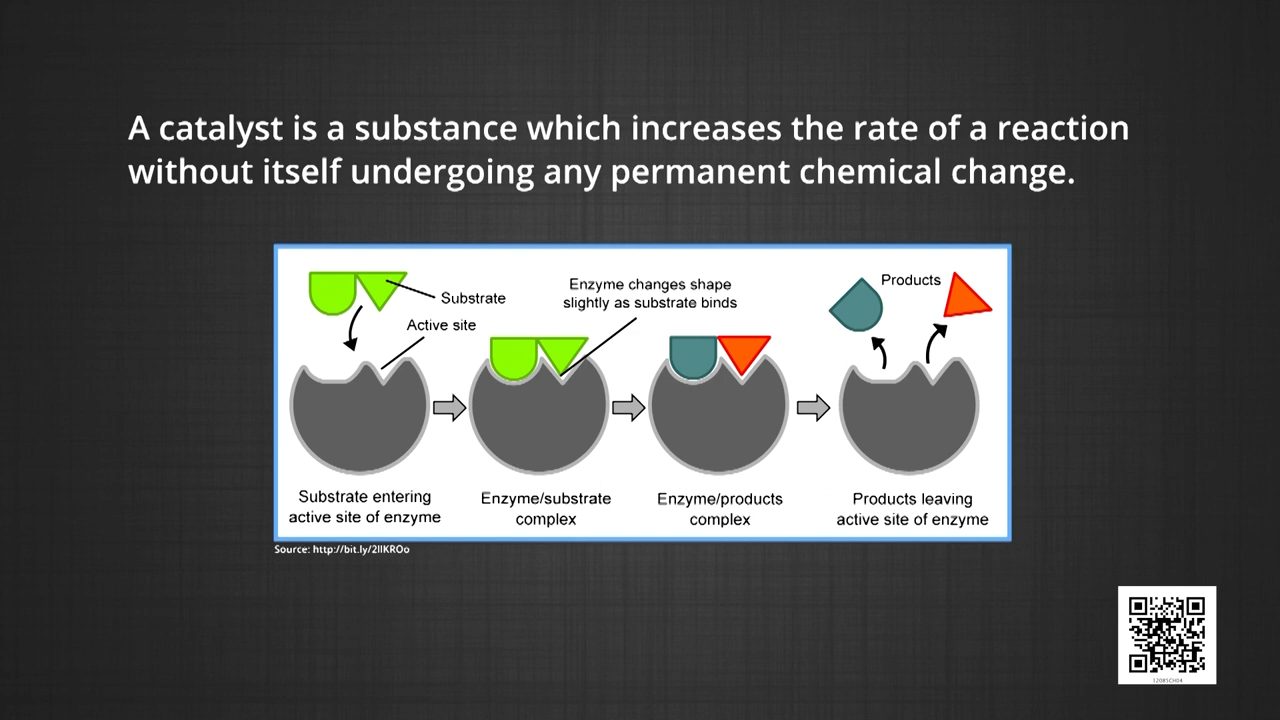 A catalyst is a substance which increases the rate of a reaction
without itself undergoing any permanent chemical change.
Substrate
Active site
Enzyme changes shape
slightly as substrate binds
Products
Substrate entering
active site of enzyme
Enzyme/substrate
complex
Enzyme/products
complex
Products leaving
active site of enzyme
Source: http://bit.ly/2IIKROo
12085CH04